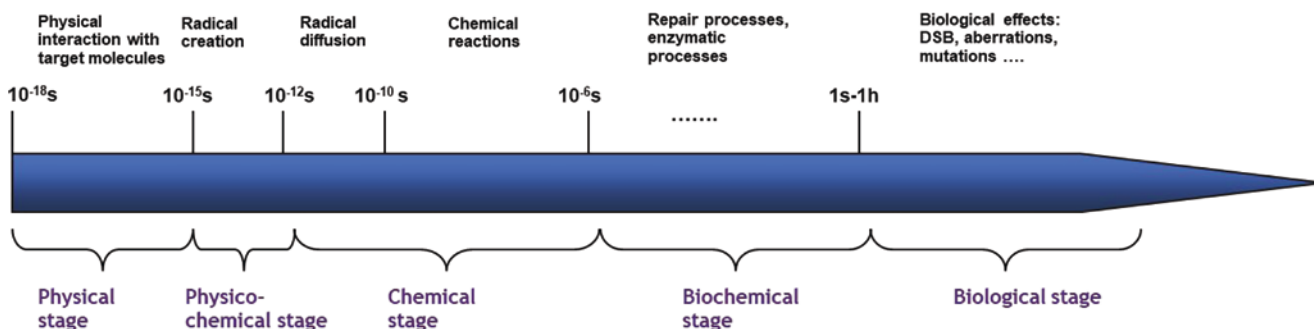 Physical
interaction with
target molecules
Radical
creation
Radical
diffusion
Chemical
reactions
Repair processes,
enzymatic
processes
Biological effects:
DSB, aberrations,
mutations ....
10-18s
10-15s
10-12s
10-10s
10-6s
.......
1s-1h
Physical
stage
Physico-
chemical stage
Chemical
stage
Biochemical
stage
Biological stage